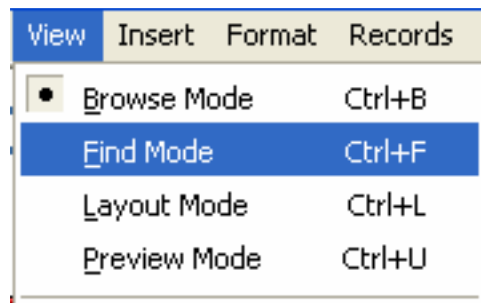 View Insert Format Records
Browse Mode Ctrl+B
Find Mode Ctrl+F
Layout Mode Ctrl+L
Preview Mode Ctrl+U